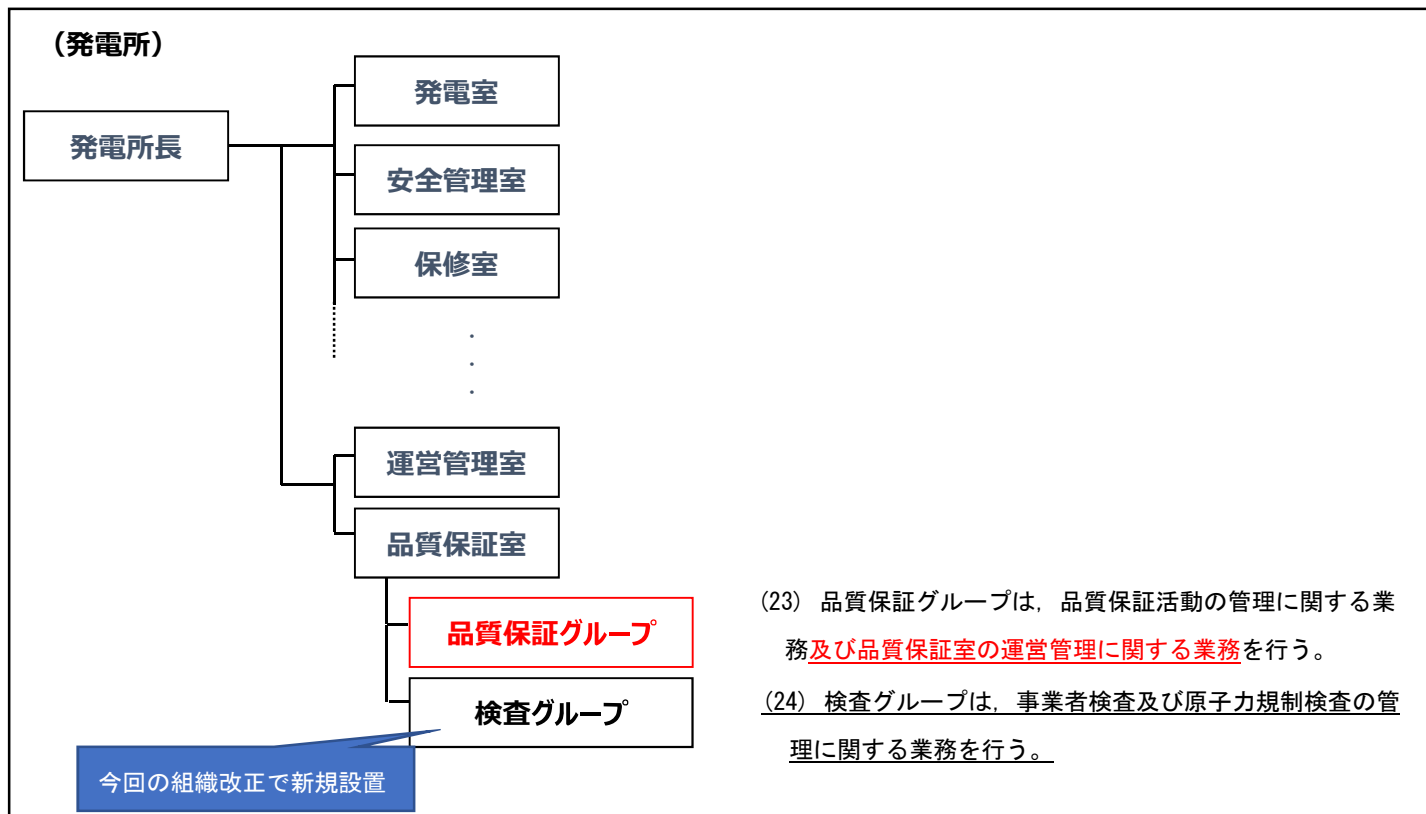 （発電所）
発電所長
発電室
安全管理室
保修室
・
・
・
運営管理室
品質保証室
品質保証グループ
検査グループ
今回の組織改正で新規設置
(23) 品質保証グループは，品質保証活動の管理に関する業
務及び品質保証室の運営管理に関する業務を行う。
(24) 検査グループは，事業者検査及び原子力規制検査の管
理に関する業務を行う。